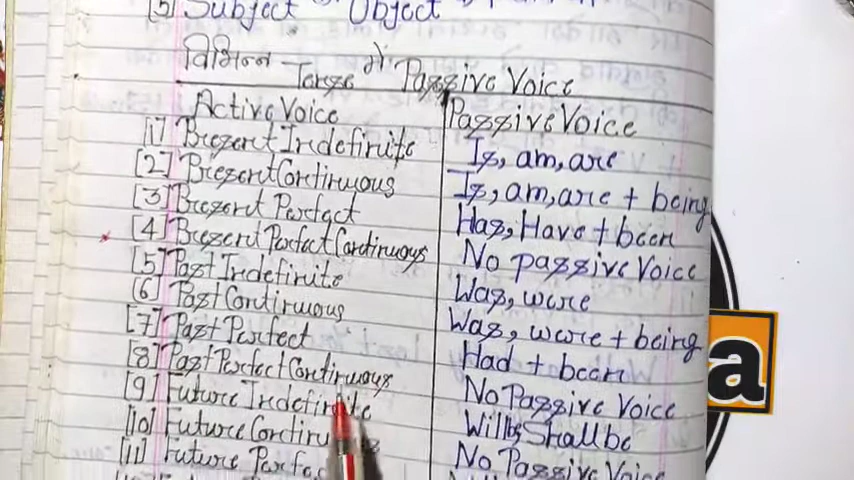 [5] Subject Object
विभिन्न Tense में Passive Voice
Active Voice Passive Voice
[1] Present Indefinite Is, am, are
[2] Present Continuous Is, am, are + being
[3] Present Perfect Has, Have + been
[4] Present Perfect Continuous No passive Voice
[5] Past Indefinite Was, were
[6] Past Continuous Was, were + being
[7] Past Perfect Had + been
[8] Past Perfect Continuous No Passive Voice
[9] Future Indefinite Will be, Shall be
[10] Future Continuous No Passive Voice
[11] Future Perfect
a